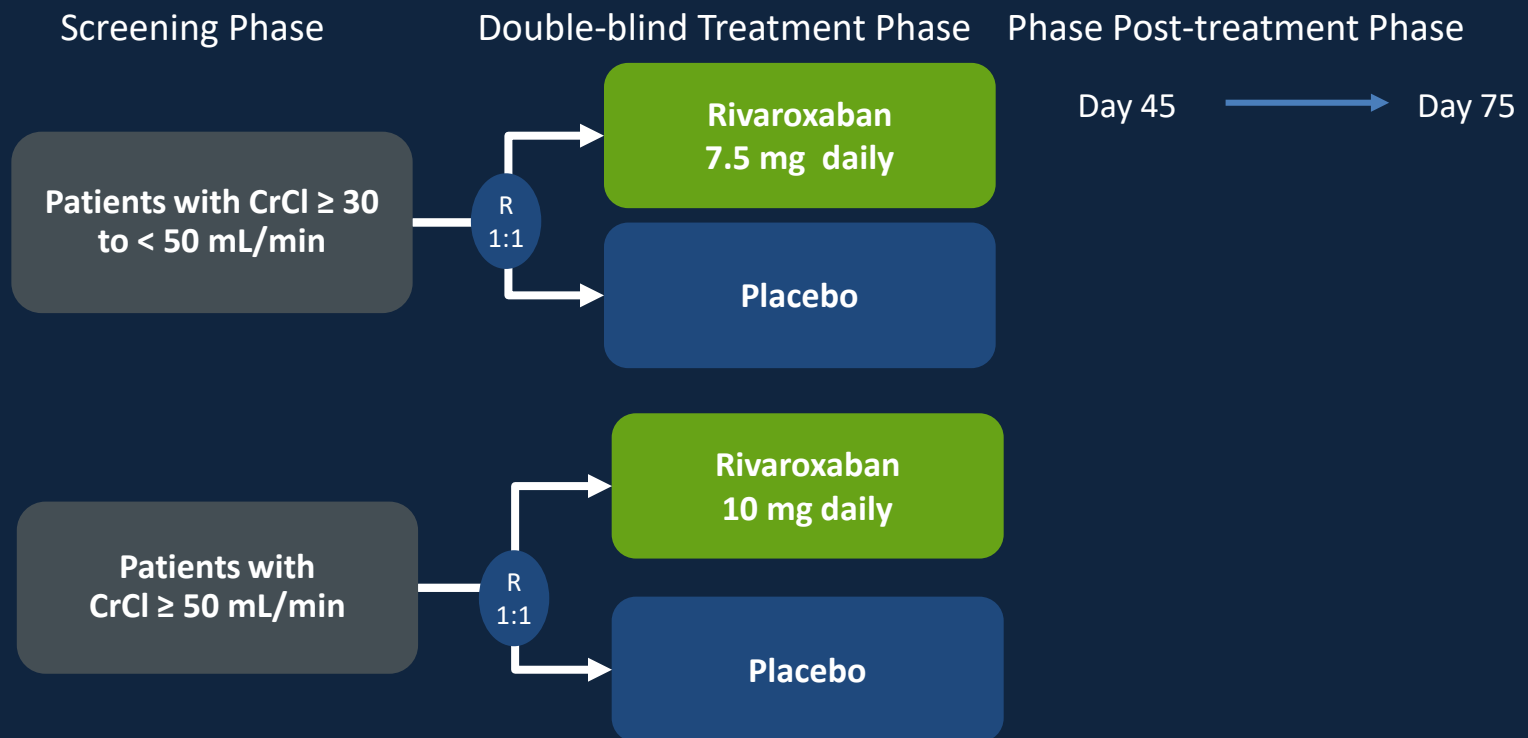 Screening Phase
Double-blind Treatment Phase
Phase Post-treatment Phase
Day 45
Day 75
Patients with CrCl ≥ 30
to < 50 mL/min
R
1:1
Rivaroxaban
7.5 mg daily
Placebo
Patients with
CrCl ≥ 50 mL/min
R
1:1
Rivaroxaban
10 mg daily
Placebo